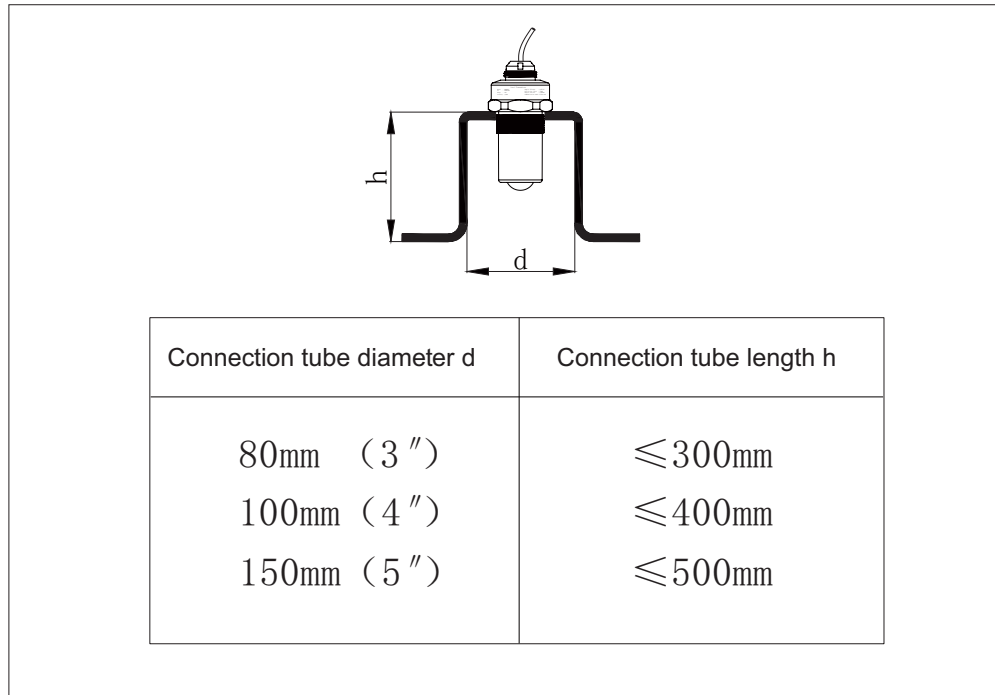 h
d
Connection tube diameter d
Connection tube length h
80mm （3″） ≤300mm
100mm（4″） ≤400mm
150mm（5″） ≤500mm